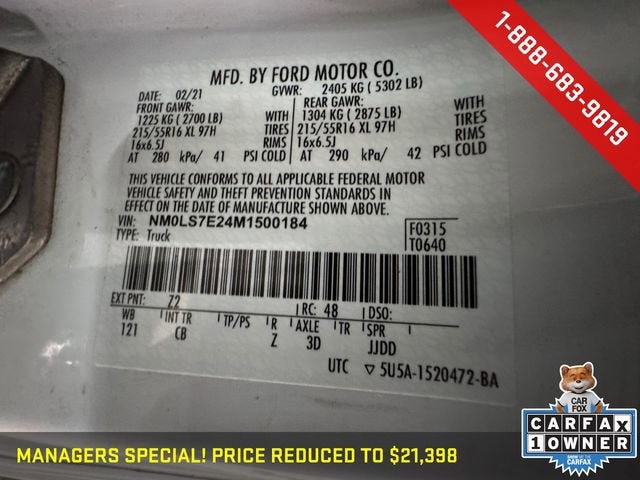 1-888-683-9819
MFD. BY FORD MOTOR CO.
DATE: 02/21 GVWR: 2405 KG ( 5302 LB)
FRONT GAWR: REAR GAWR:
1225 KG ( 2700 LB) WITH 1304 KG ( 2875 LB) WITH
215/55R16 XL 97H TIRES 215/55R16 XL 97H TIRES
16x6.5J RIMS 16x6.5J RIMS
AT 280 kPa/ 41 PSI COLD AT 290 kPa/ 42 PSI COLD
THIS VEHICLE CONFORMS TO ALL APPLICABLE FEDERAL MOTOR
VEHICLE SAFETY AND THEFT PREVENTION STANDARDS IN
EFFECT ON THE DATE OF MANUFACTURE SHOWN ABOVE.
VIN: NM0LS7E24M1500184
TYPE: Truck
F0315
T0640
EXT PNT: Z2 RC: 48 DSO:
WB INT TR TP/PS R AXLE TR SPR
121 CB Z 3D JJDD
UTC ▽ 5U5A-1520472-BA
CAR
FOX
CARFAX
1 OWNER
SHOW ME THE
CARFAX
MANAGERS SPECIAL! PRICE REDUCED TO $21,398